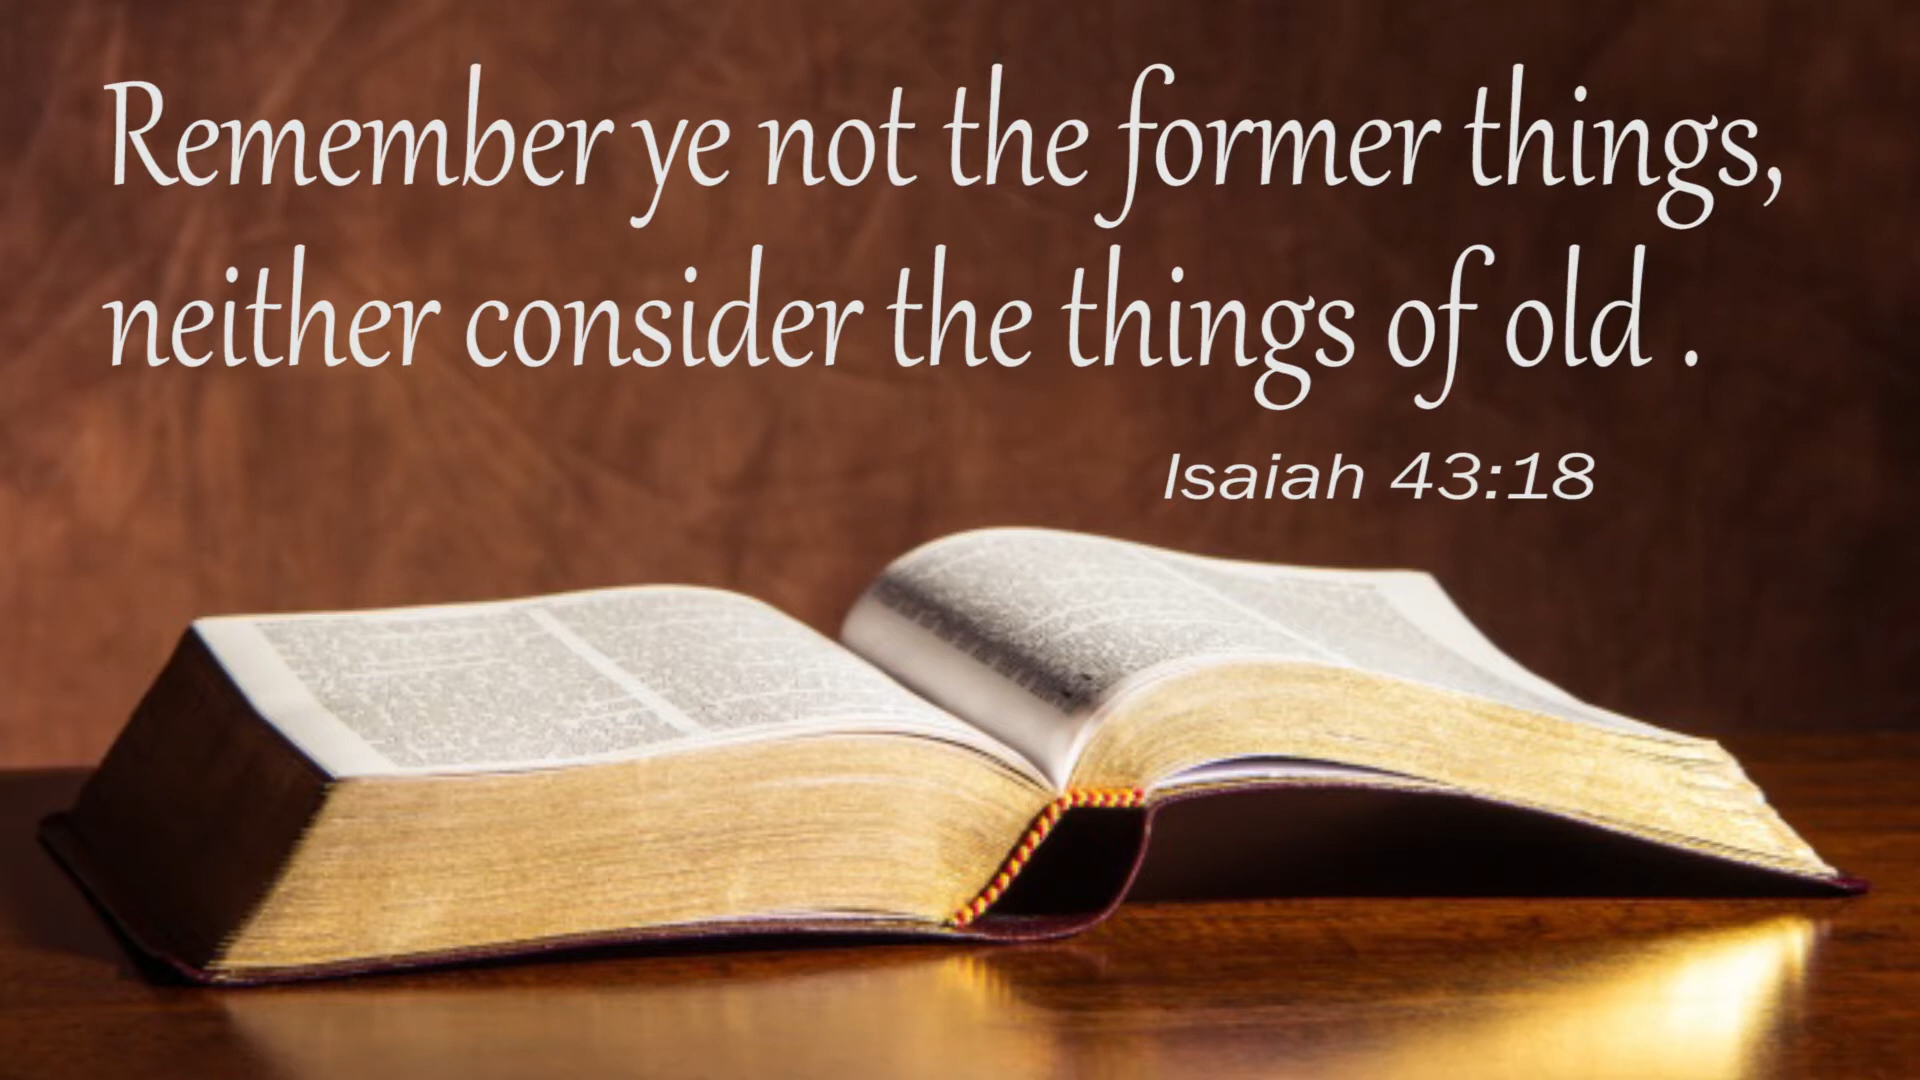 Remember ye not the former things,
neither consider the things of old .
Isaiah 43:18